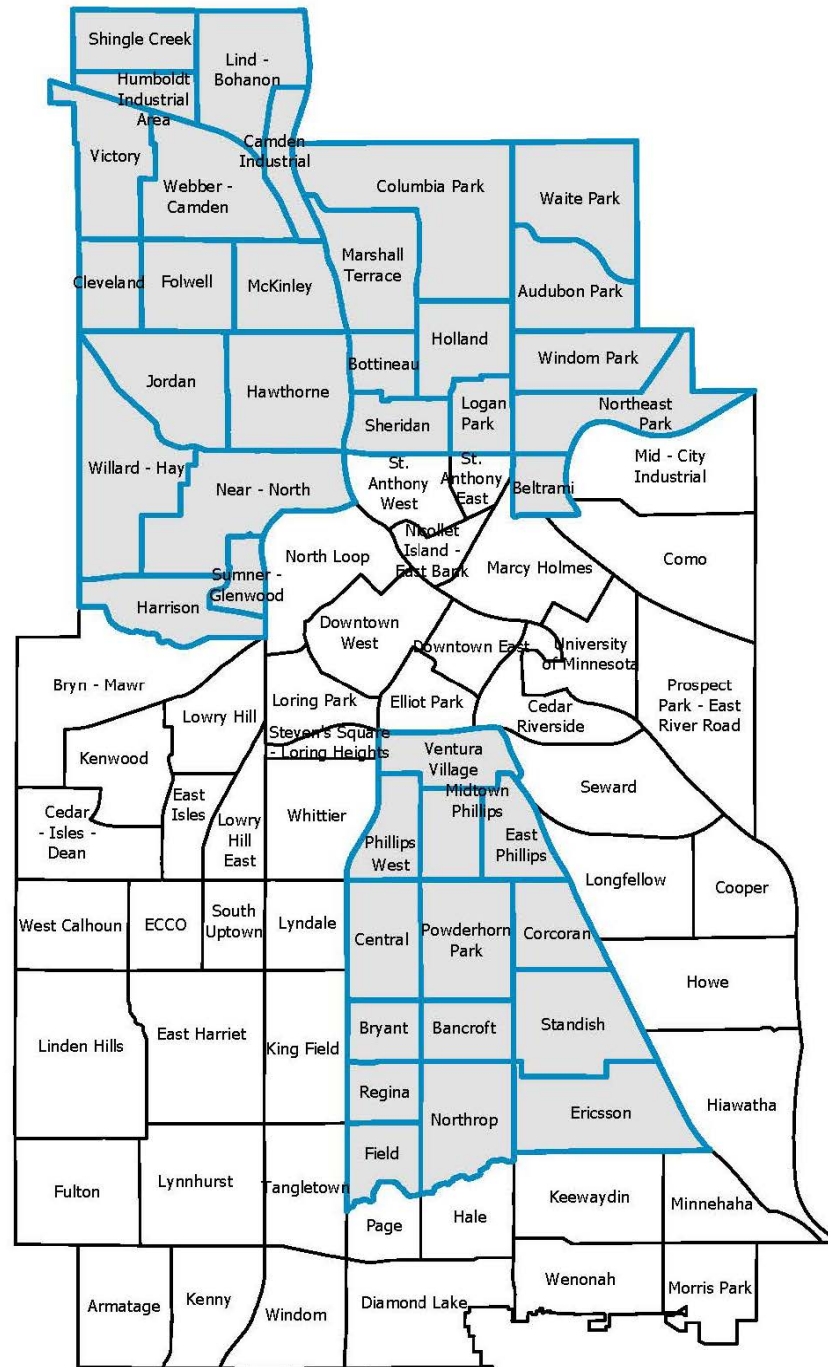 Shingle Creek
Lind -
Bohanon
Humboldt
Industrial
Area
Camden
Industrial
Victory
Webber -
Camden
Columbia Park
Waite Park
Marshall
Terrace
Cleveland
Folwell
McKinley
Audubon Park
Holland
Windom Park
Bottineau
Jordan
Hawthorne
Logan
Park
Northeast
Park
Sheridan
Willard - Hay
St.
Anthony
West
St.
Anthony
East
Mid - City
Industrial
Near - North
Beltrami
Nicollet
Island -
East Bank
North Loop
Marcy Holmes
Como
Sumner -
Glenwood
Harrison
Downtown
West
Downtown East
University
of Minnesota
Bryn - Mawr
Lowry Hill
Loring Park
Elliot Park
Cedar
Riverside
Prospect
Park - East
River Road
Steven's Square
- Loring Heights
Kenwood
Ventura
Village
Seward
Cedar
- Isles -
Dean
East
Isles
Lowry
Hill
East
Whittier
Midtown
Phillips
Phillips
West
East
Phillips
Longfellow
Cooper
West Calhoun
ECCO
South
Uptown
Lyndale
Central
Powderhorn
Park
Corcoran
Howe
Linden Hills
East Harriet
King Field
Bryant
Bancroft
Standish
Regina
Northrop
Ericsson
Hiawatha
Field
Fulton
Lynnhurst
Tangletown
Page
Hale
Keewaydin
Minnehaha
Armatage
Kenny
Windom
Diamond Lake
Wenonah
Morris Park